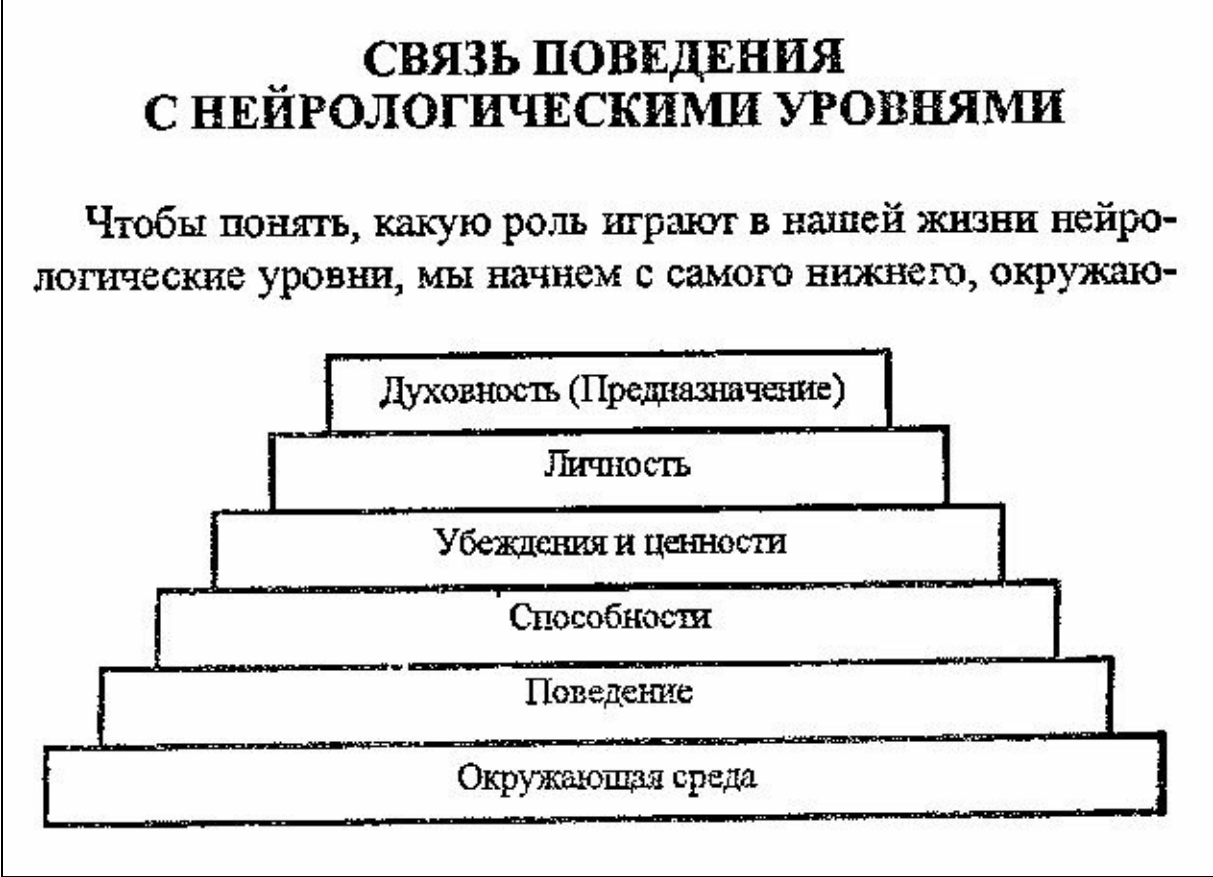 СВЯЗЬ ПОВЕДЕНИЯ
С НЕЙРОЛОГИЧЕСКИМИ УРОВНЯМИ
Чтобы понять, какую роль играют в нашей жизни нейро-
логические уровни, мы начнем с самого нижнего, окружаю-
Духовность (Предназначение)
Личность
Убеждения и ценности
Способности
Поведение
Окружающая среда